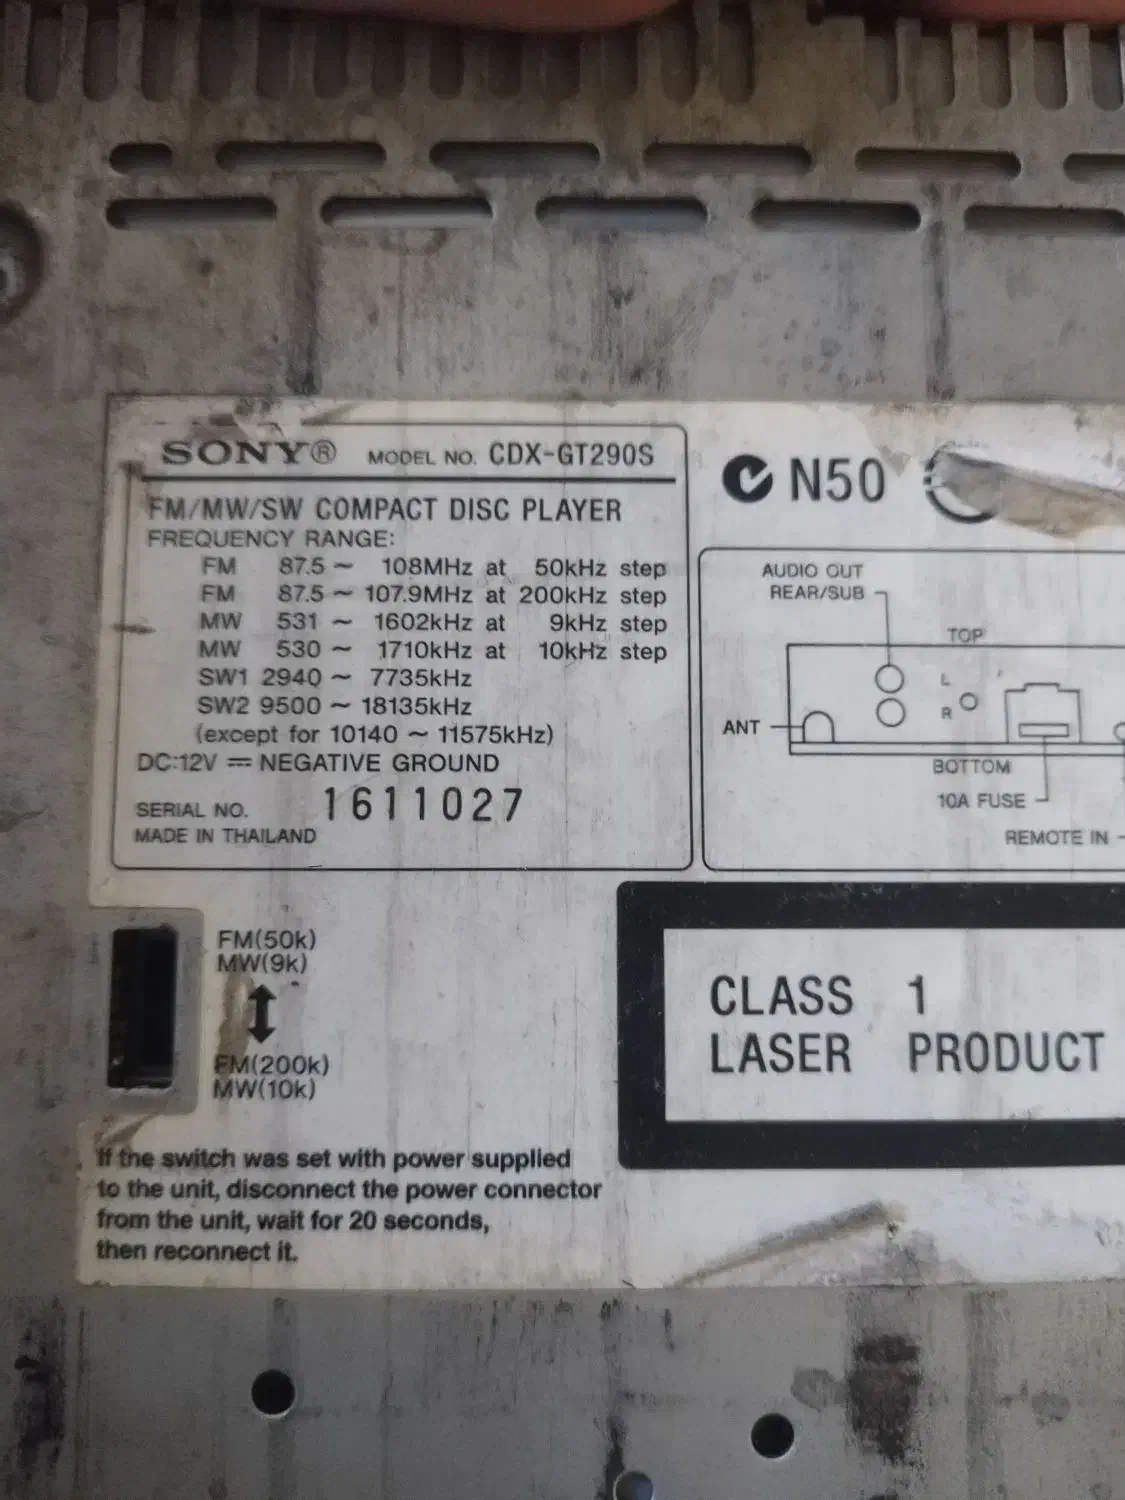 SONY® MODEL NO. CDX-GT290S
FM/MW/SW COMPACT DISC PLAYER
FREQUENCY RANGE:
FM 87.5 ~ 108MHz at 50kHz step
FM 87.5 ~ 107.9MHz at 200kHz step
MW 531 ~ 1602kHz at 9kHz step
MW 530 ~ 1710kHz at 10kHz step
SW1 2940 ~ 7735kHz
SW2 9500 ~ 18135kHz
(except for 10140 ~ 11575kHz)
DC:12V ⎓ NEGATIVE GROUND
SERIAL NO. 1611027
MADE IN THAILAND
N50
AUDIO OUT
REAR/SUB
TOP
L
R
ANT
BOTTOM
10A FUSE
REMOTE IN
FM(50k)
MW(9k)
FM(200k)
MW(10k)
CLASS 1
LASER PRODUCT
If the switch was set with power supplied
to the unit, disconnect the power connector
from the unit, wait for 20 seconds,
then reconnect it.